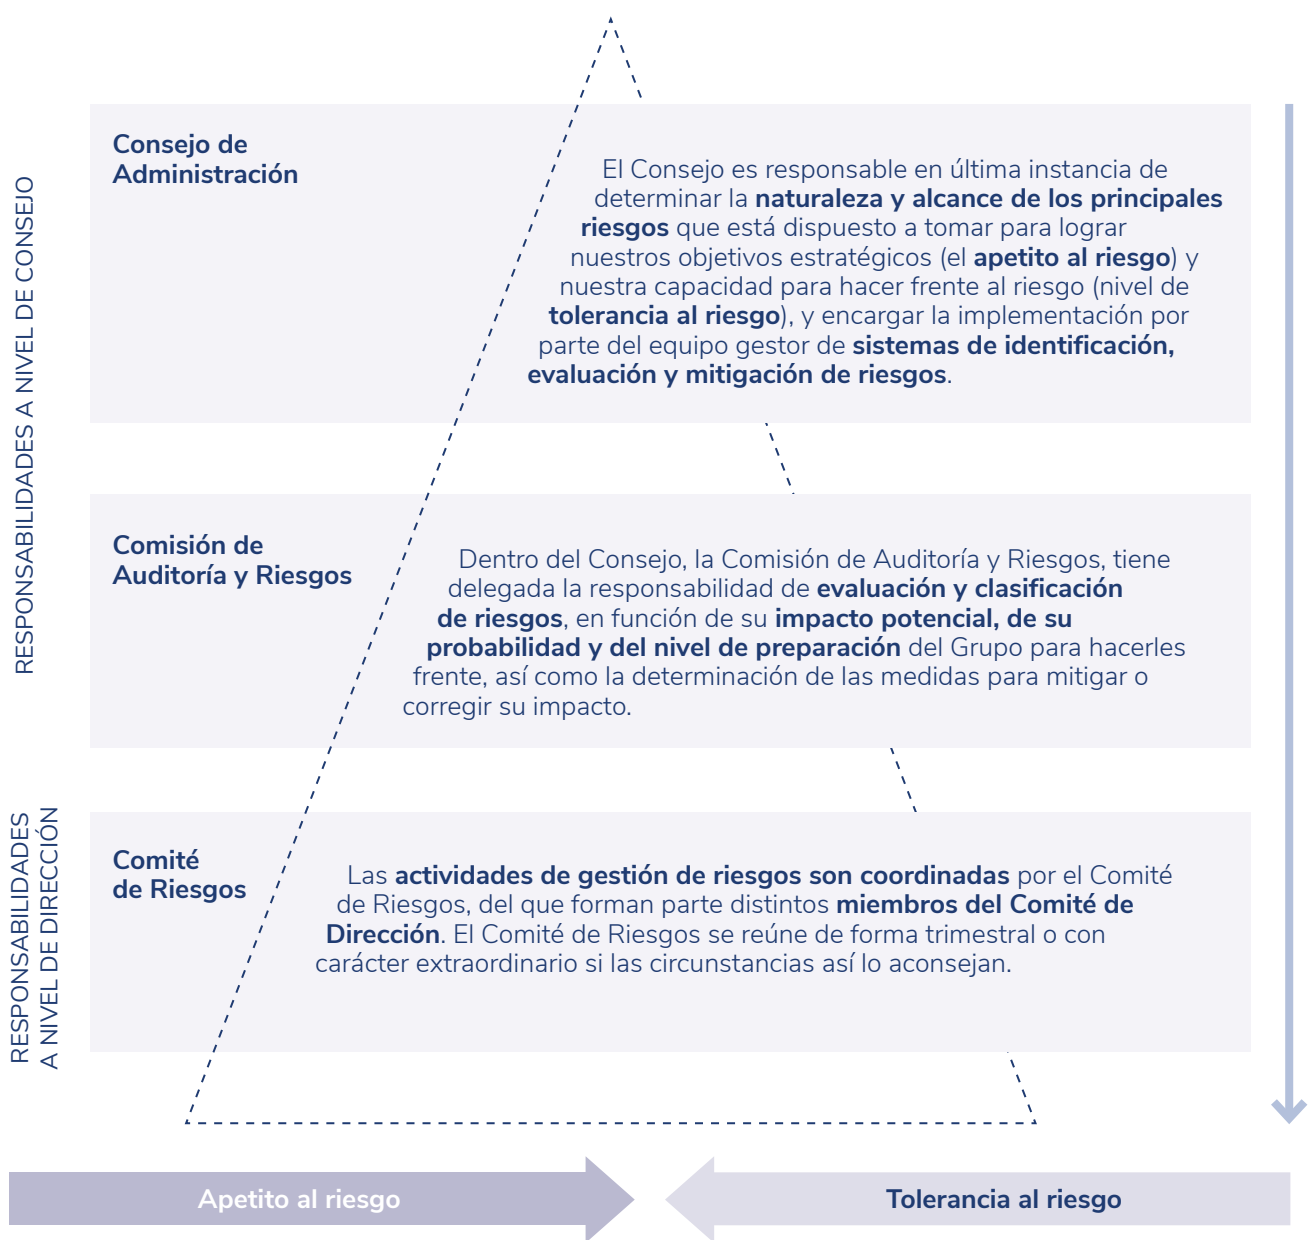 RESPONSABILIDADES A NIVEL DE CONSEJO
Consejo de
Administración
El Consejo es responsable en última instancia de
determinar la naturaleza y alcance de los principales
riesgos que está dispuesto a tomar para lograr
nuestros objetivos estratégicos (el apetito al riesgo) y
nuestra capacidad para hacer frente al riesgo (nivel de
tolerancia al riesgo), y encargar la implementación por
parte del equipo gestor de sistemas de identificación,
evaluación y mitigación de riesgos.
Comisión de
Auditoría y Riesgos
Dentro del Consejo, la Comisión de Auditoría y Riesgos, tiene
delegada la responsabilidad de evaluación y clasificación
de riesgos, en función de su impacto potencial, de su
probabilidad y del nivel de preparación del Grupo para hacerles
frente, así como la determinación de las medidas para mitigar o
corregir su impacto.
RESPONSABILIDADES
A NIVEL DE DIRECCIÓN
Comité
de Riesgos
Las actividades de gestión de riesgos son coordinadas por el Comité
de Riesgos, del que forman parte distintos miembros del Comité de
Dirección. El Comité de Riesgos se reúne de forma trimestral o con
carácter extraordinario si las circunstancias así lo aconsejan.
Apetito al riesgo
Tolerancia al riesgo